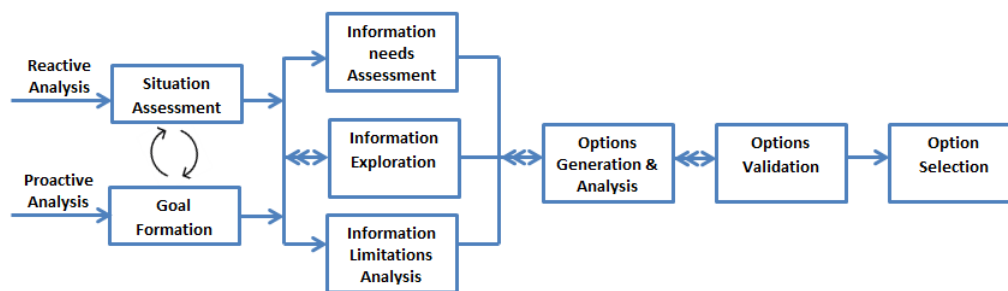 Reactive
Analysis
Situation
Assessment
Proactive
Analysis
Goal
Formation
Information
needs
Assessment
Information
Exploration
Information
Limitations
Analysis
Options
Generation &
Analysis
Options
Validation
Option
Selection